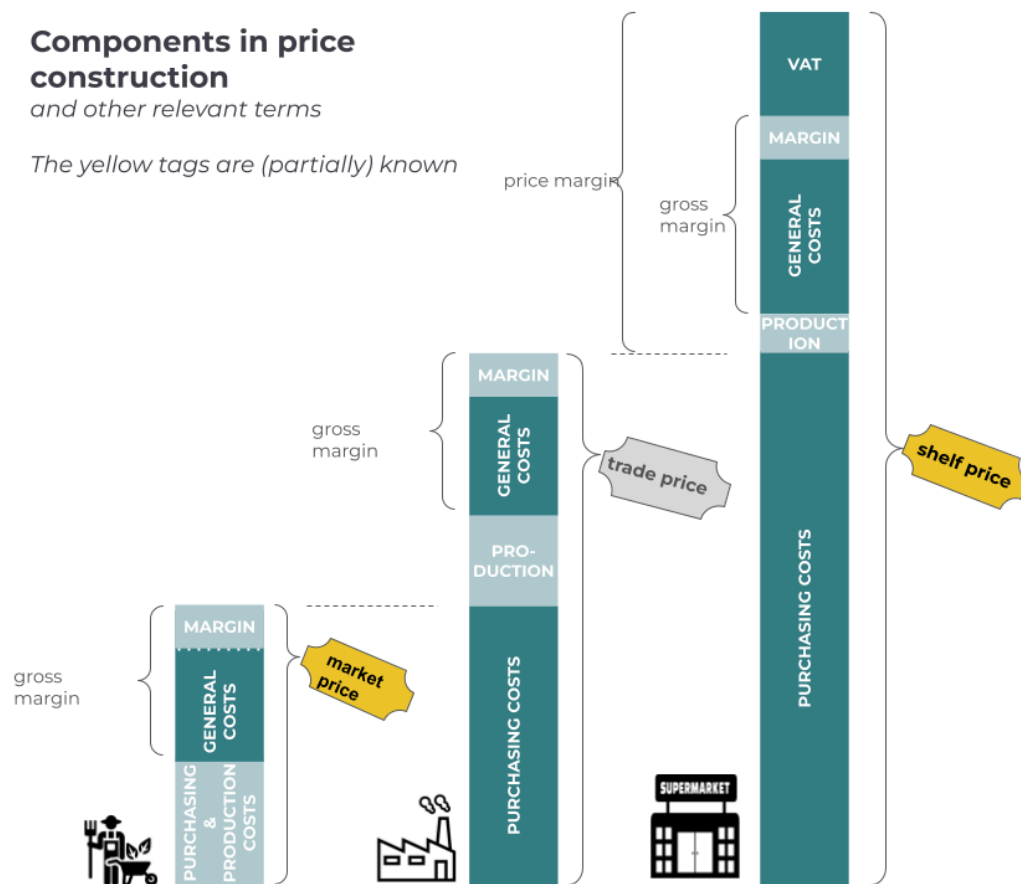 Components in price
construction
and other relevant terms
The yellow tags are (partially) known
VAT
MARGIN
GENERAL
COSTS
PRODUCT
ION
PURCHASING COSTS
price margin
gross
margin
shelf price
MARGIN
GENERAL
COSTS
PRO-
DUCTION
PURCHASING COSTS
gross
margin
trade price
MARGIN
GENERAL
COSTS
PURCHASING
&
PRODUCTION
COSTS
gross
margin
market
price
SUPERMARKET